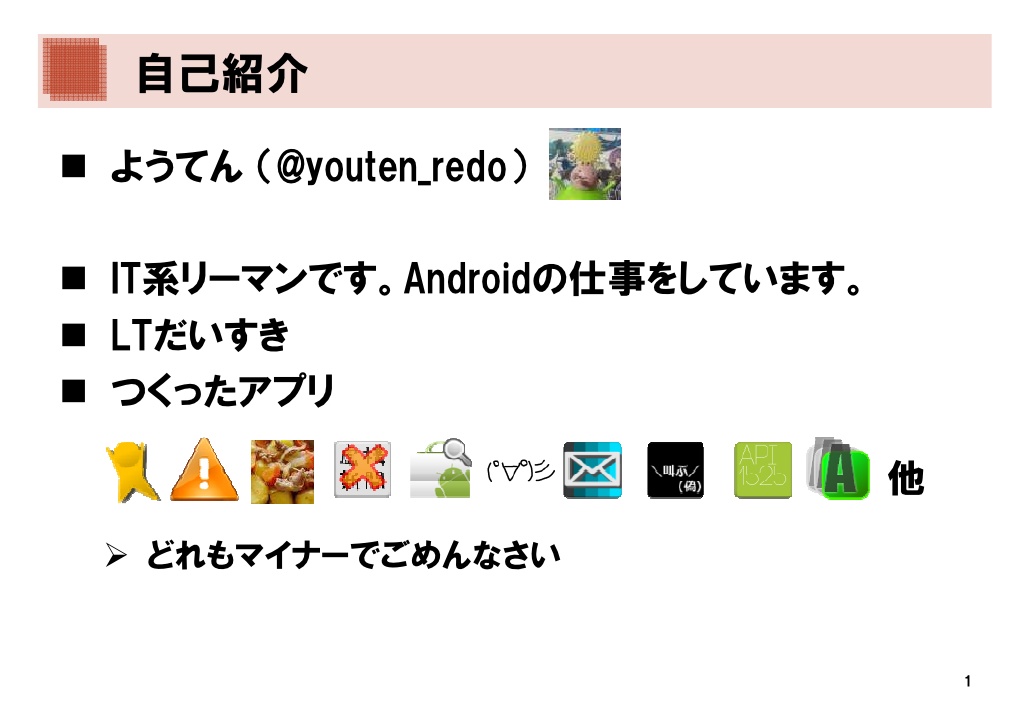 自己紹介
ようてん（@youten_redo）
IT系リーマンです。Androidの仕事をしています。
LTだいすき
つくったアプリ
(ﾟ∀ﾟ)彡 ＼叫ぶ／ (偽) API 15 23 A 他
どれもマイナーでごめんなさい
1